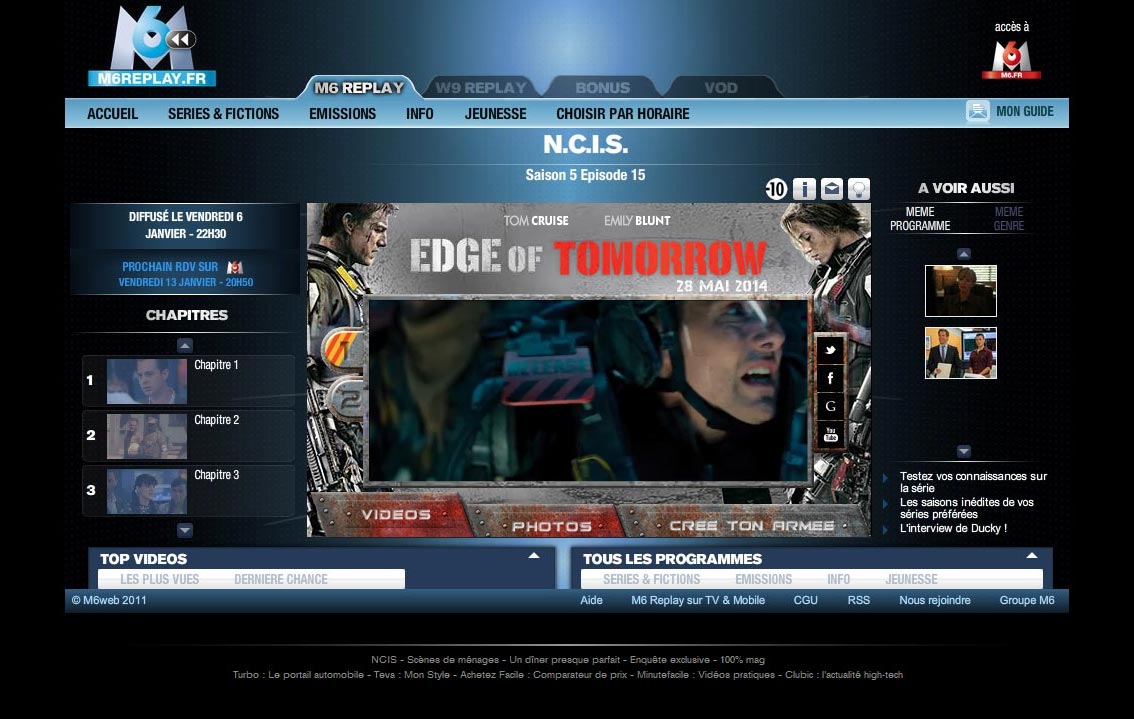 M6REPLAY.FR
accès à
M6.FR
M6 REPLAY
W9 REPLAY
BONUS
VOD
ACCUEIL
SERIES & FICTIONS
EMISSIONS
INFO
JEUNESSE
CHOISIR PAR HORAIRE
MON GUIDE
N.C.I.S.
Saison 5 Episode 15
-10
i
DIFFUSÉ LE VENDREDI 6
JANVIER - 22H30
PROCHAIN RDV SUR M6
VENDREDI 13 JANVIER - 20H50
CHAPITRES
1
Chapitre 1
2
Chapitre 2
3
Chapitre 3
TOM CRUISE
EMILY BLUNT
EDGE OF TOMORROW
28 MAI 2014
1
2
f
G
You
Tube
VIDEOS
PHOTOS
CREE TON ARMEE
A VOIR AUSSI
MEME
PROGRAMME
MEME
GENRE
Testez vos connaissances sur
la série
Les saisons inédites de vos
séries préférées
L'interview de Ducky !
TOP VIDEOS
LES PLUS VUES
DERNIERE CHANCE
TOUS LES PROGRAMMES
SERIES & FICTIONS
EMISSIONS
INFO
JEUNESSE
© M6web 2011
Aide
M6 Replay sur TV & Mobile
CGU
RSS
Nous rejoindre
Groupe M6
NCIS - Scènes de ménages - Un dîner presque parfait - Enquête exclusive - 100% mag
Turbo : Le portail automobile - Teva : Mon Style - Achetez Facile : Comparateur de prix - Minutefacile : Vidéos pratiques - Clubic : l'actualité high-tech